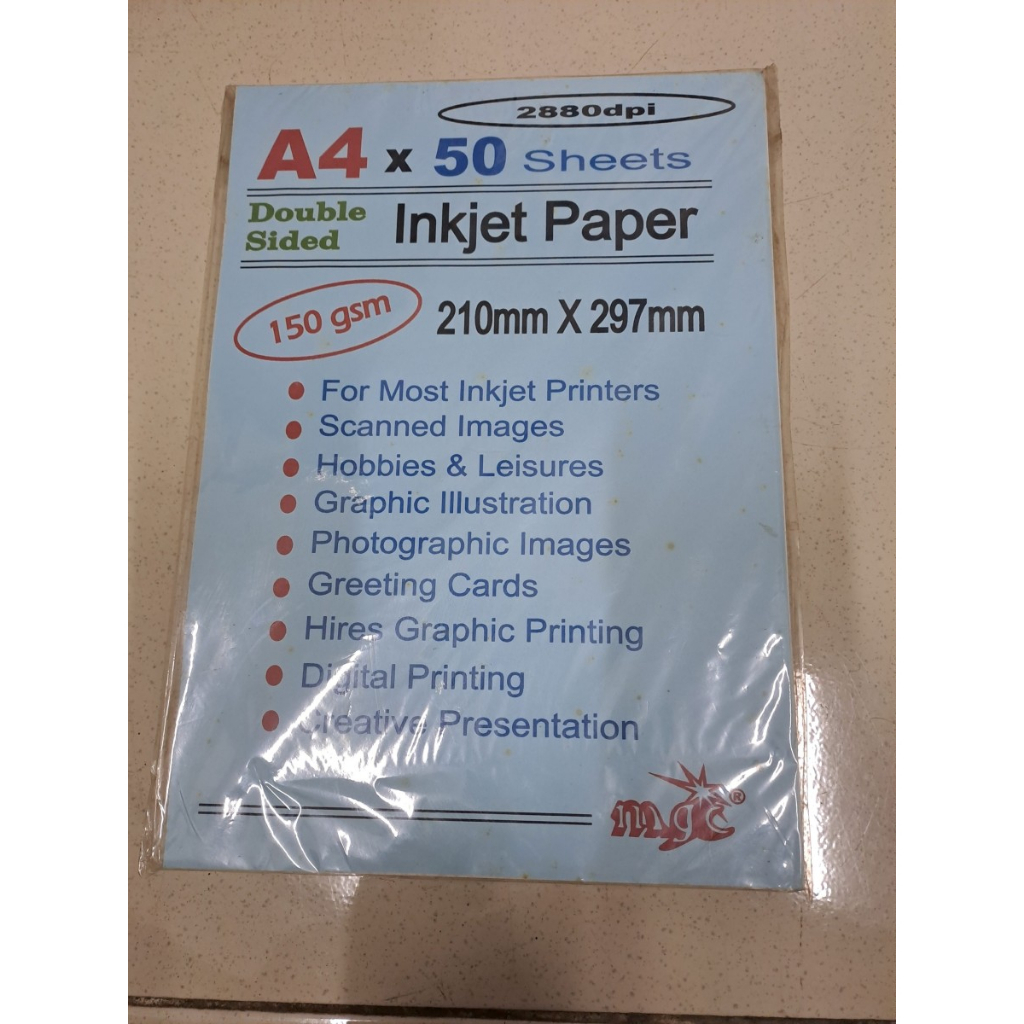 2880dpi
A4 x 50 Sheets
Double Sided
Inkjet Paper
150 gsm
210mm X 297mm
For Most Inkjet Printers
Scanned Images
Hobbies & Leisures
Graphic Illustration
Photographic Images
Greeting Cards
Hires Graphic Printing
Digital Printing
Creative Presentation
mgc®